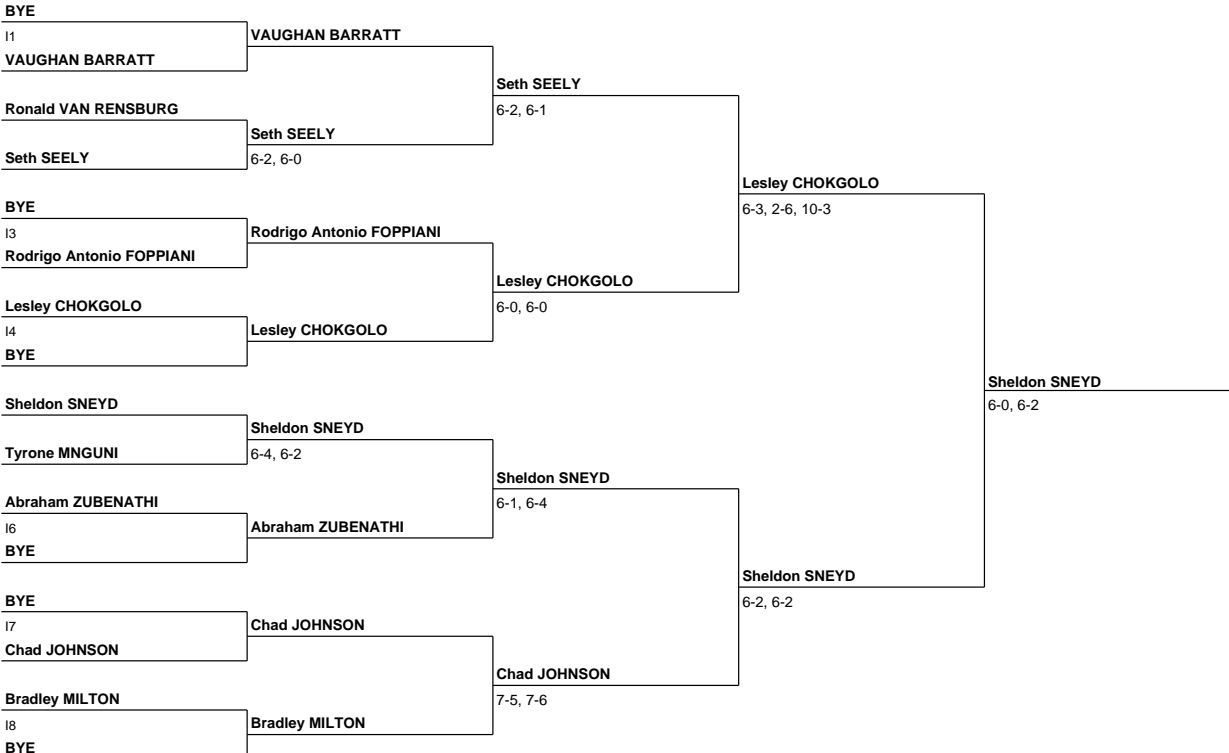 BYE
I1
VAUGHAN BARRATT
VAUGHAN BARRATT
Ronald VAN RENSBURG
Seth SEELY
Seth SEELY
6-2, 6-0
Seth SEELY
6-2, 6-1
BYE
I3
Rodrigo Antonio FOPPIANI
Rodrigo Antonio FOPPIANI
Lesley CHOKGOLO
I4
BYE
Lesley CHOKGOLO
Lesley CHOKGOLO
6-0, 6-0
Lesley CHOKGOLO
6-3, 2-6, 10-3
Sheldon SNEYD
Tyrone MNGUNI
Sheldon SNEYD
6-4, 6-2
Abraham ZUBENATHI
I6
BYE
Abraham ZUBENATHI
Sheldon SNEYD
6-1, 6-4
BYE
I7
Chad JOHNSON
Chad JOHNSON
Bradley MILTON
I8
BYE
Bradley MILTON
Chad JOHNSON
7-5, 7-6
Sheldon SNEYD
6-2, 6-2
Sheldon SNEYD
6-0, 6-2